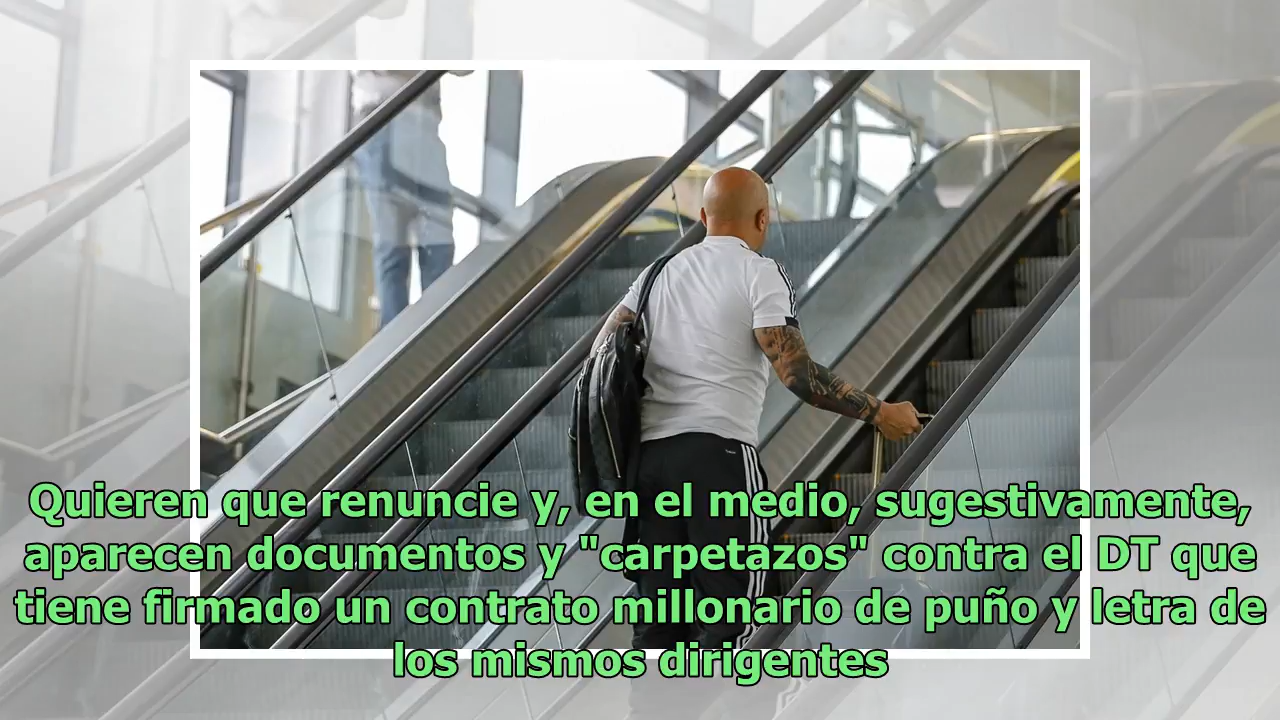 Quieren que renuncie y, en el medio, sugestivamente,
aparecen documentos y "carpetazos" contra el DT que
tiene firmado un contrato millonario de puño y letra de
los mismos dirigentes